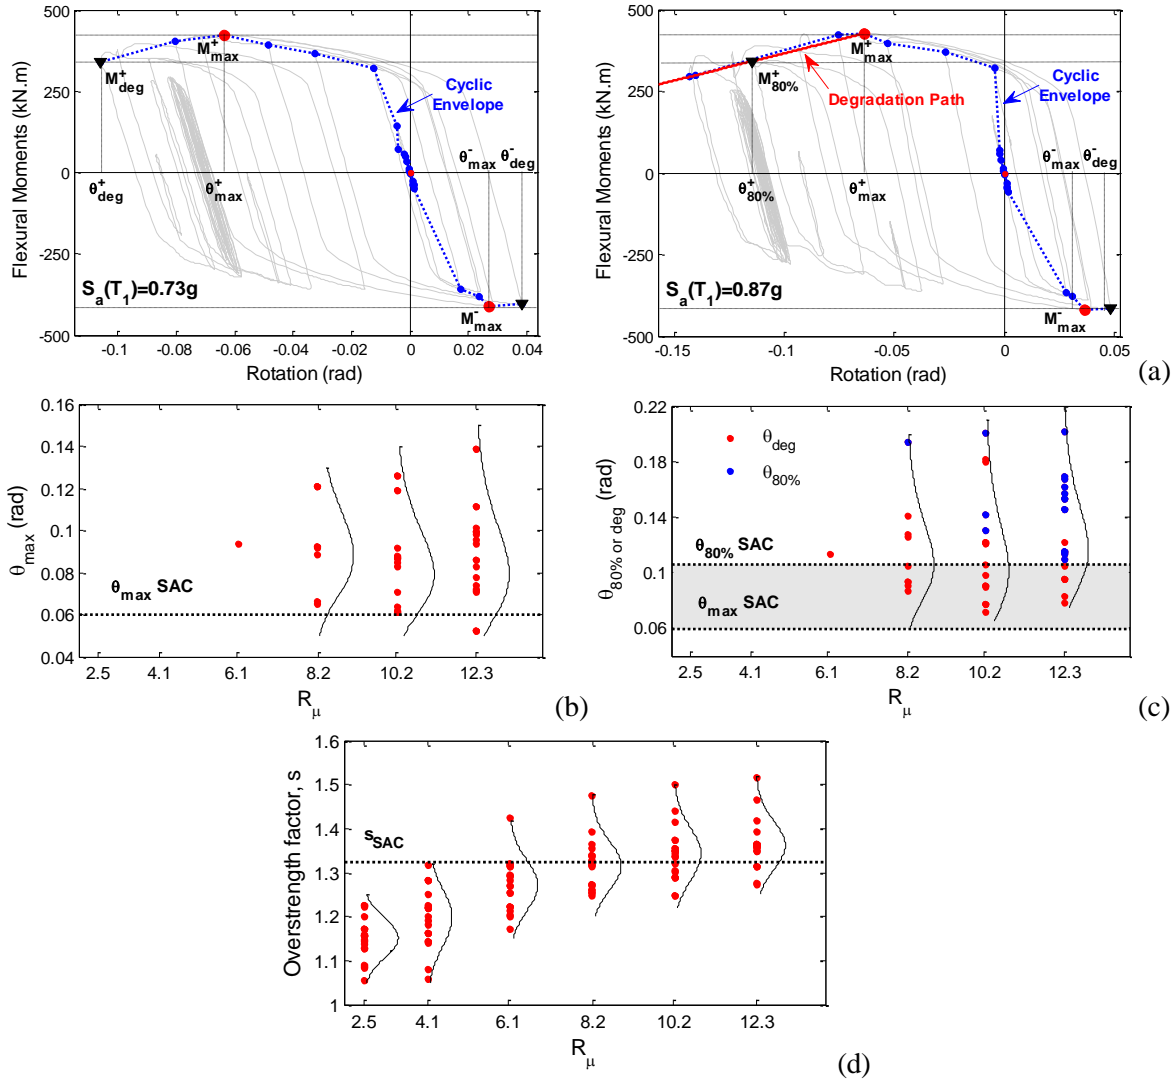 500
250
0
-250
-500
Flexural Moments (kN.m)
M+max
M+deg
Cyclic
Envelope
θ-max θ-deg
θ+deg
θ+max
Sa(T1)=0.73g
M-max
-0.1 -0.08 -0.06 -0.04 -0.02 0 0.02 0.04
Rotation (rad)
500
250
0
-250
-500
Flexural Moments (kN.m)
M+max
M+80%
Degradation Path
Cyclic
Envelope
θ-max θ-deg
θ+80%
θ+max
Sa(T1)=0.87g
M-max
-0.15 -0.1 -0.05 0 0.05
Rotation (rad)
(a)
0.16
0.14
0.12
0.1
0.08
0.06
0.04
θmax (rad)
θmax SAC
2.5 4.1 6.1 8.2 10.2 12.3
Rμ
(b)
0.22
0.18
0.14
0.1
0.06
θ80% or deg (rad)
θdeg
θ80%
θ80% SAC
θmax SAC
2.5 4.1 6.1 8.2 10.2 12.3
Rμ
(c)
1.6
1.5
1.4
1.3
1.2
1.1
1
Overstrength factor, s
sSAC
2.5 4.1 6.1 8.2 10.2 12.3
Rμ
(d)